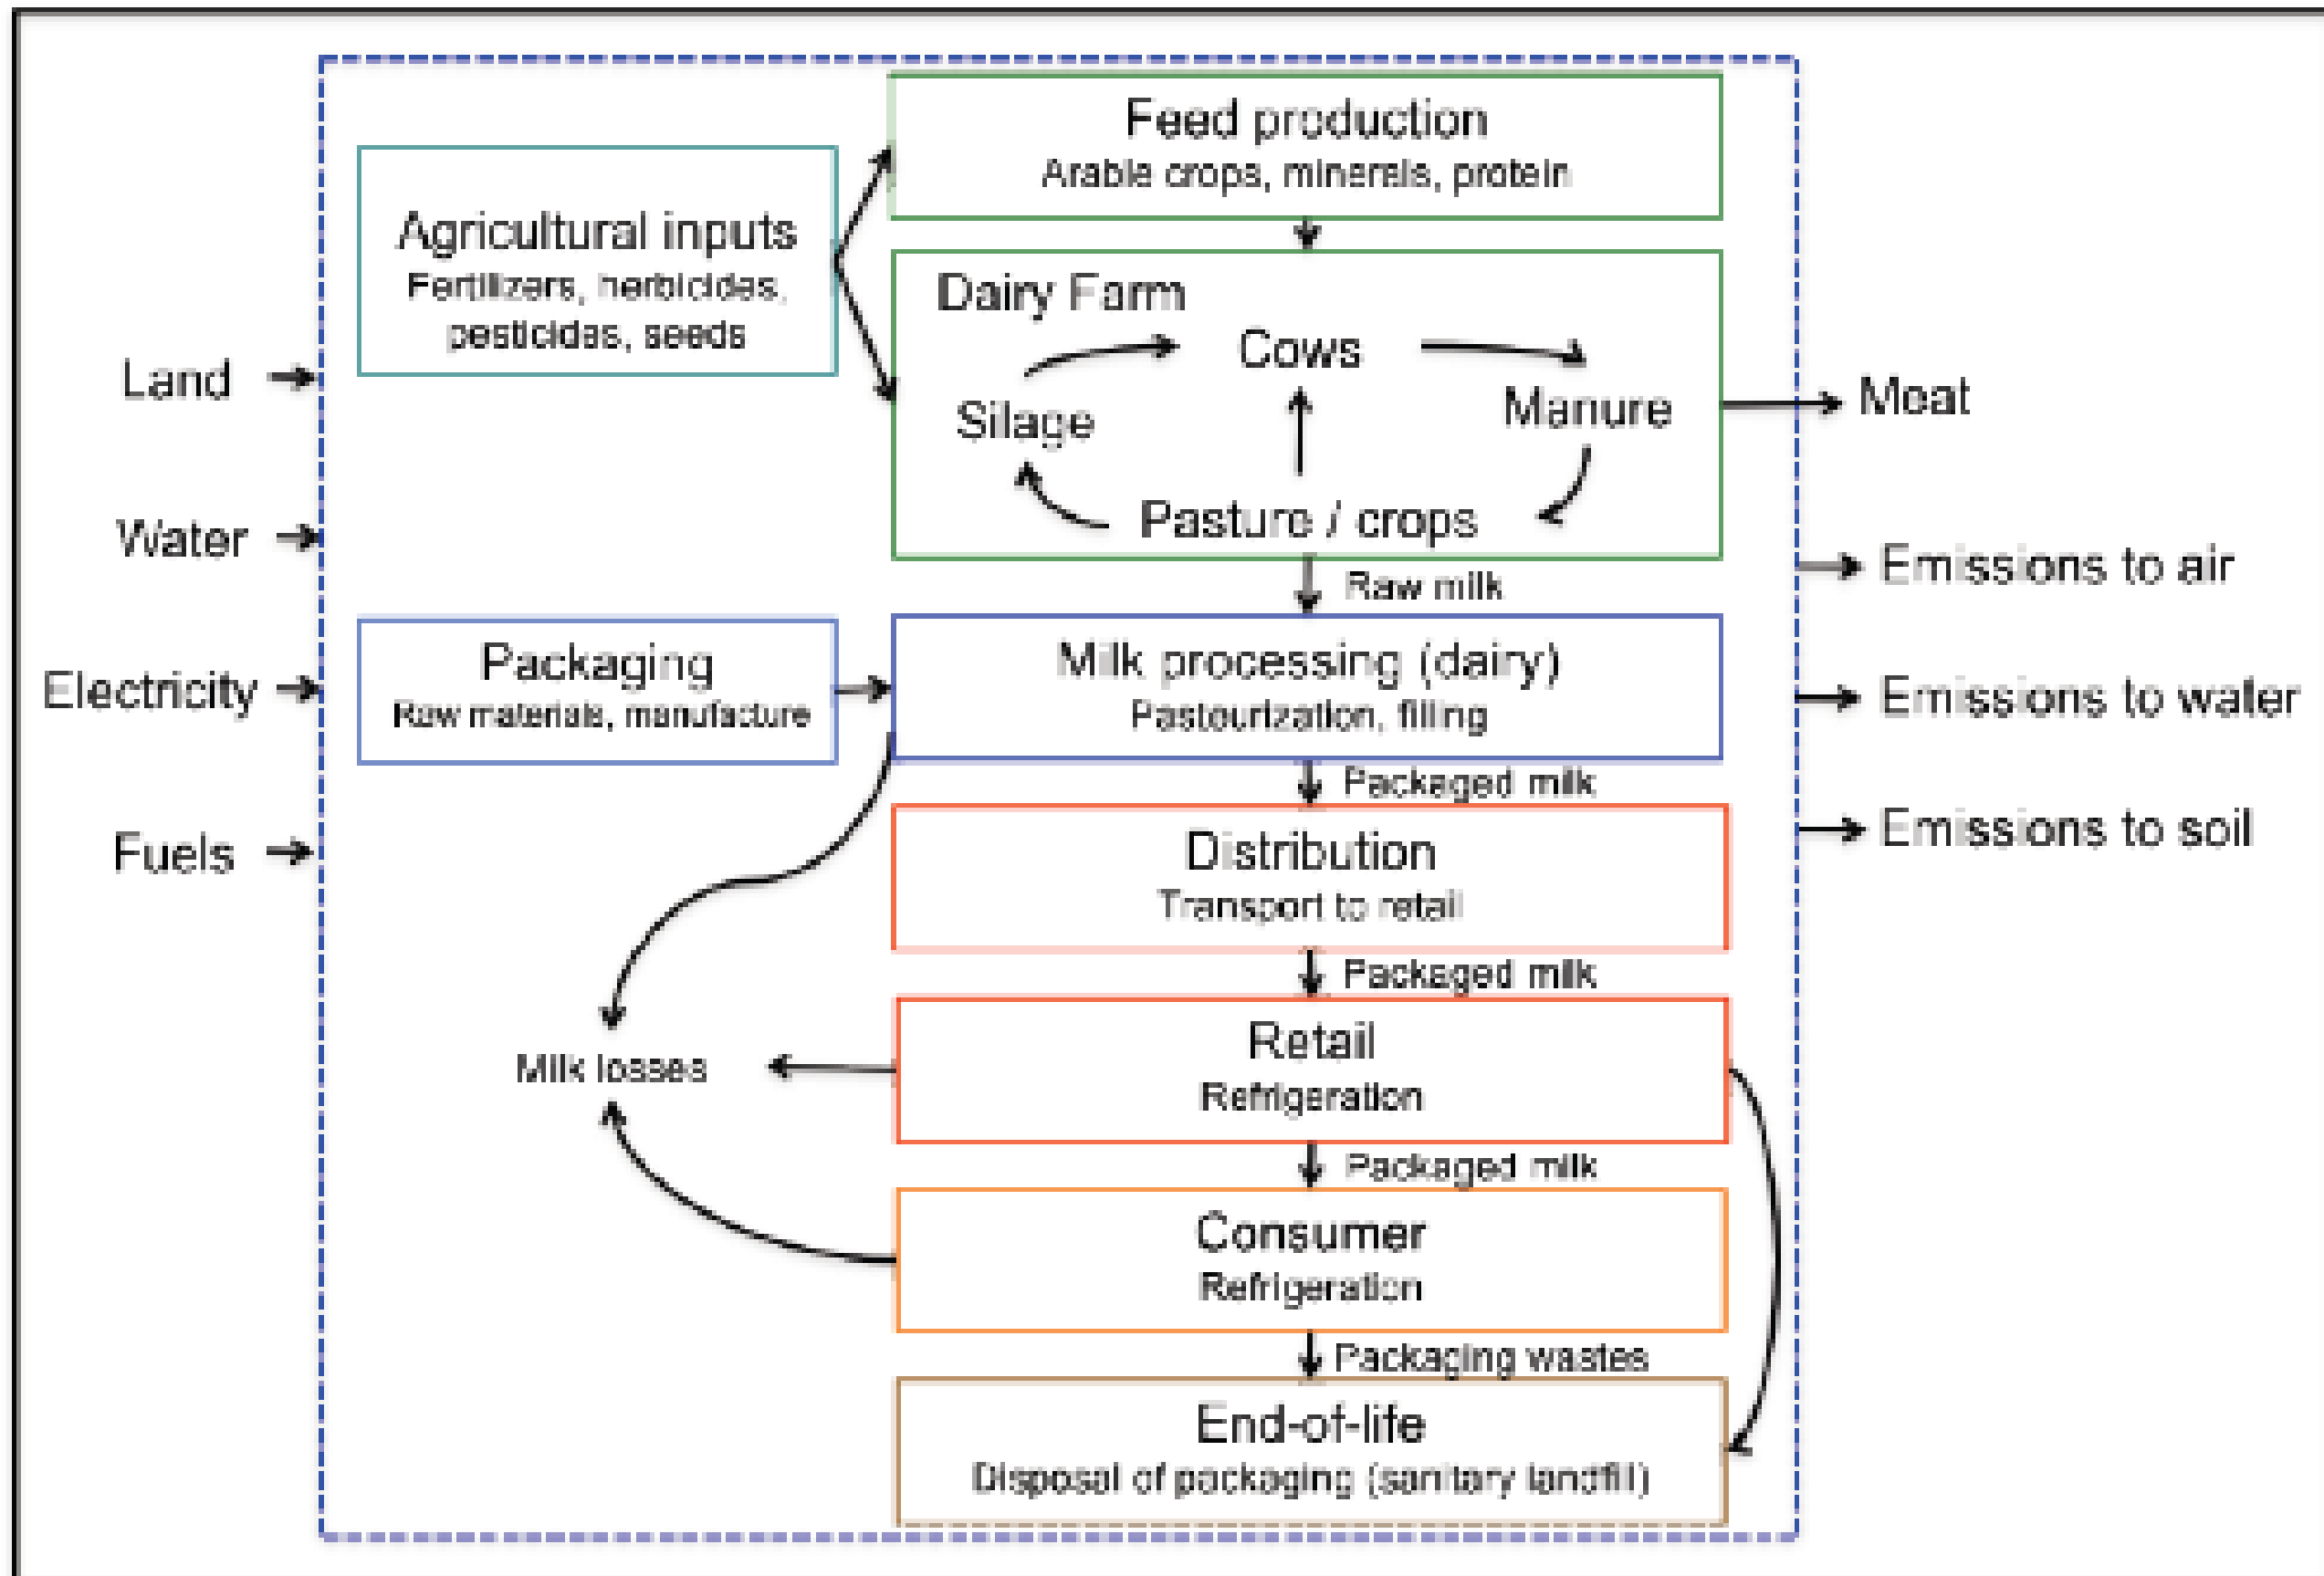 Feed production
Arable crops, minerals, protein
Agricultural inputs
Fertilizers, herbicides,
pesticides, seeds
Dairy Farm
Cows
Silage
Manure
Pasture / crops
Land
Water
Electricity
Fuels
Meat
Emissions to air
Emissions to water
Emissions to soil
Raw milk
Packaging
Raw materials, manufacture
Milk processing (dairy)
Pasteurization, filling
Packaged milk
Distribution
Transport to retail
Packaged milk
Milk losses
Retail
Refrigeration
Packaged milk
Consumer
Refrigeration
Packaging wastes
End-of-life
Disposal of packaging (sanitary landfill)